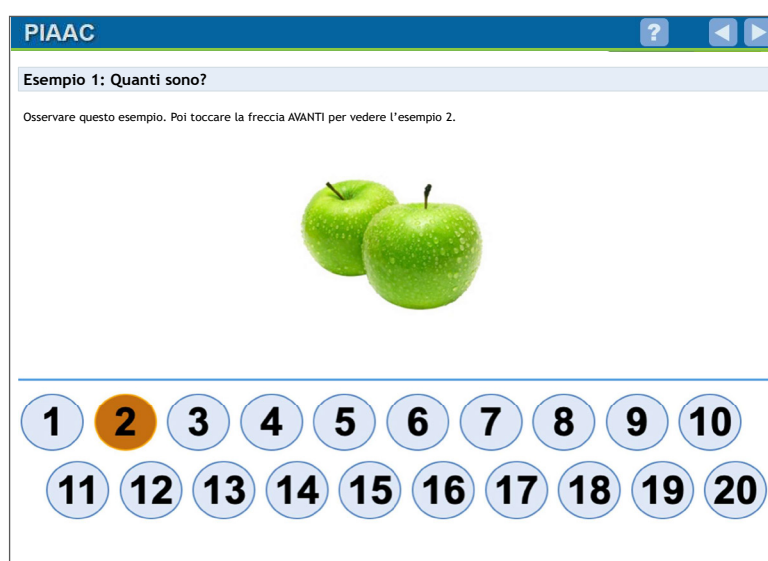 PIAAC
?
Esempio 1: Quanti sono?
Osservare questo esempio. Poi toccare la freccia AVANTI per vedere l'esempio 2.
1 2 3 4 5 6 7 8 9 10
11 12 13 14 15 16 17 18 19 20